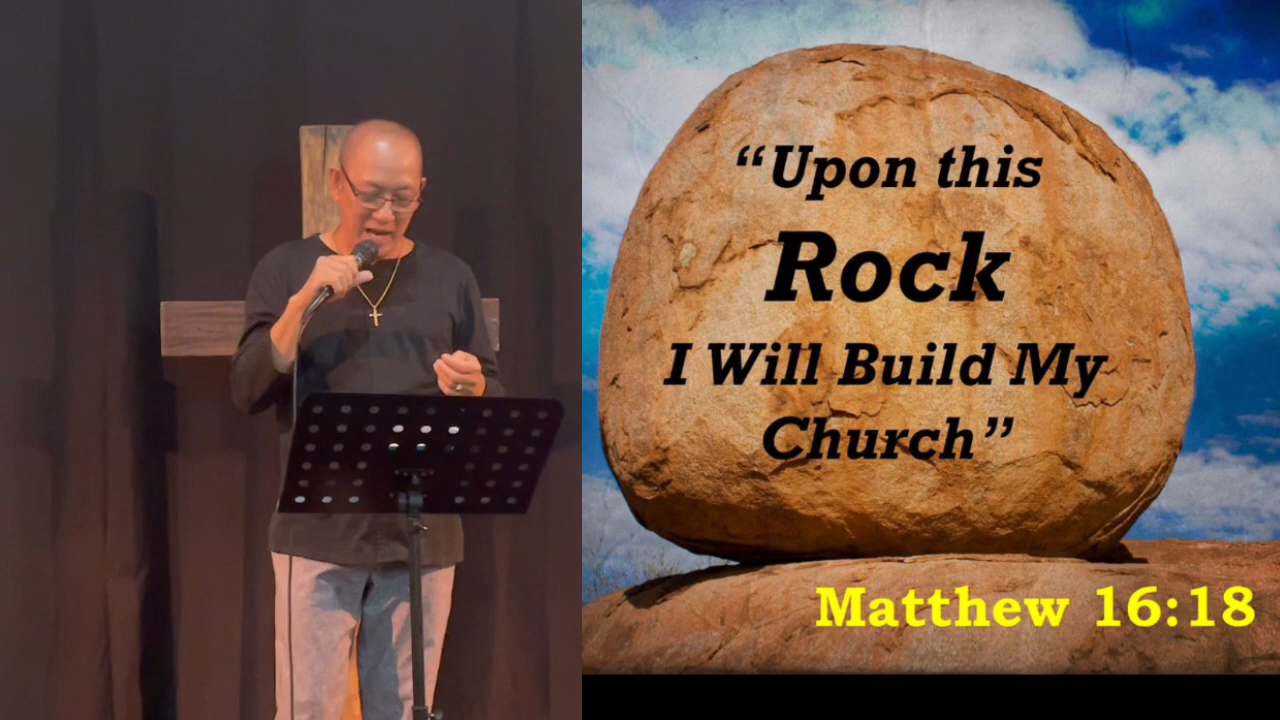 “Upon this
Rock
I Will Build My
Church”
Matthew 16:18